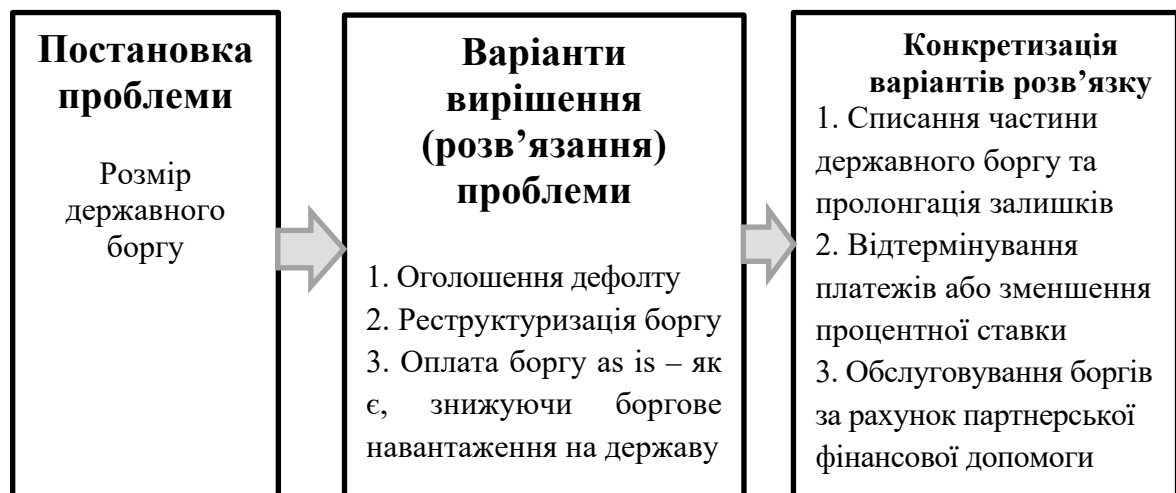 Постановка
проблеми
Розмір
державного
боргу
Варіанти
вирішення
(розв’язання)
проблеми
1. Оголошення дефолту
2. Реструктуризація боргу
3. Оплата боргу as is – як
є, знижуючи боргове
навантаження на державу
Конкретизація
варіантів розв’язку
1. Списання частини
державного боргу та
пролонгація залишків
2. Відтермінування
платежів або зменшення
процентної ставки
3. Обслуговування боргів
за рахунок партнерської
фінансової допомоги